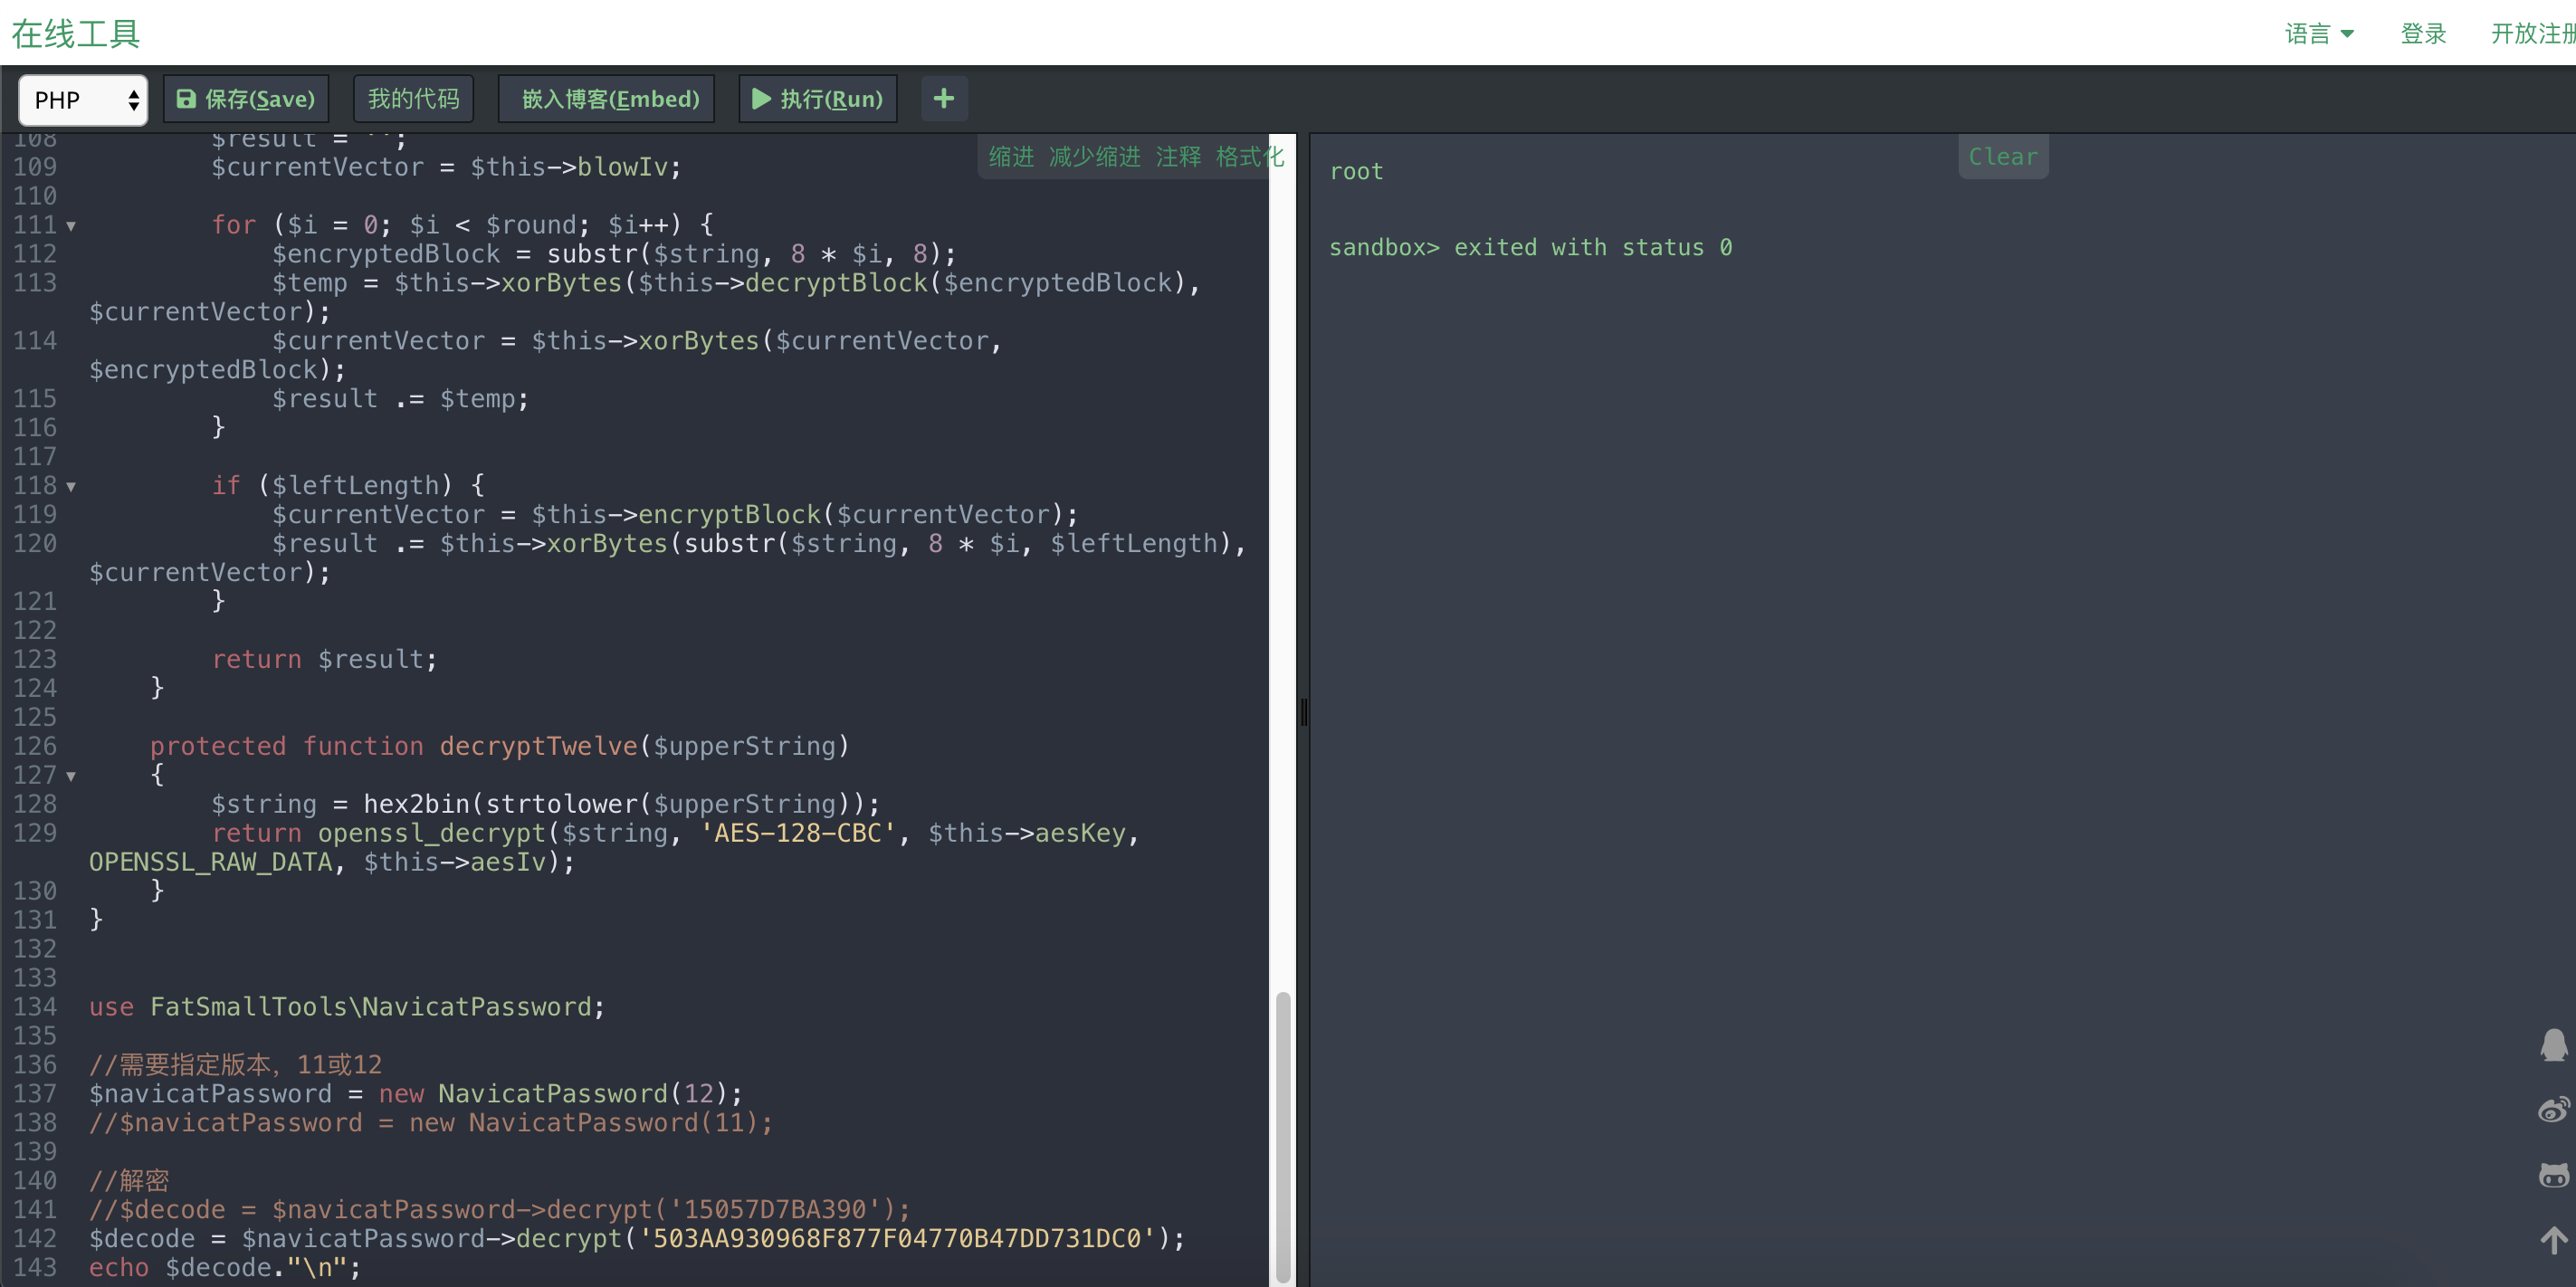 在线工具
语言 登录 开放注册
PHP 保存(Save) 我的代码 嵌入博客(Embed) 执行(Run) +
缩进 减少缩进 注释 格式化
108 $result = '';
109 $currentVector = $this->blowIv;
110
111 for ($i = 0; $i < $round; $i++) {
112 $encryptedBlock = substr($string, 8 * $i, 8);
113 $temp = $this->xorBytes($this->decryptBlock($encryptedBlock),
$currentVector);
114 $currentVector = $this->xorBytes($currentVector,
$encryptedBlock);
115 $result .= $temp;
116 }
117
118 if ($leftLength) {
119 $currentVector = $this->encryptBlock($currentVector);
120 $result .= $this->xorBytes(substr($string, 8 * $i, $leftLength),
$currentVector);
121 }
122
123 return $result;
124 }
125
126 protected function decryptTwelve($upperString)
127 {
128 $string = hex2bin(strtolower($upperString));
129 return openssl_decrypt($string, 'AES-128-CBC', $this->aesKey,
OPENSSL_RAW_DATA, $this->aesIv);
130 }
131 }
132
133
134 use FatSmallTools\NavicatPassword;
135
136 //需要指定版本，11或12
137 $navicatPassword = new NavicatPassword(12);
138 //$navicatPassword = new NavicatPassword(11);
139
140 //解密
141 //$decode = $navicatPassword->decrypt('15057D7BA390');
142 $decode = $navicatPassword->decrypt('503AA930968F877F04770B47DD731DC0');
143 echo $decode."\n";
Clear
root
sandbox> exited with status 0